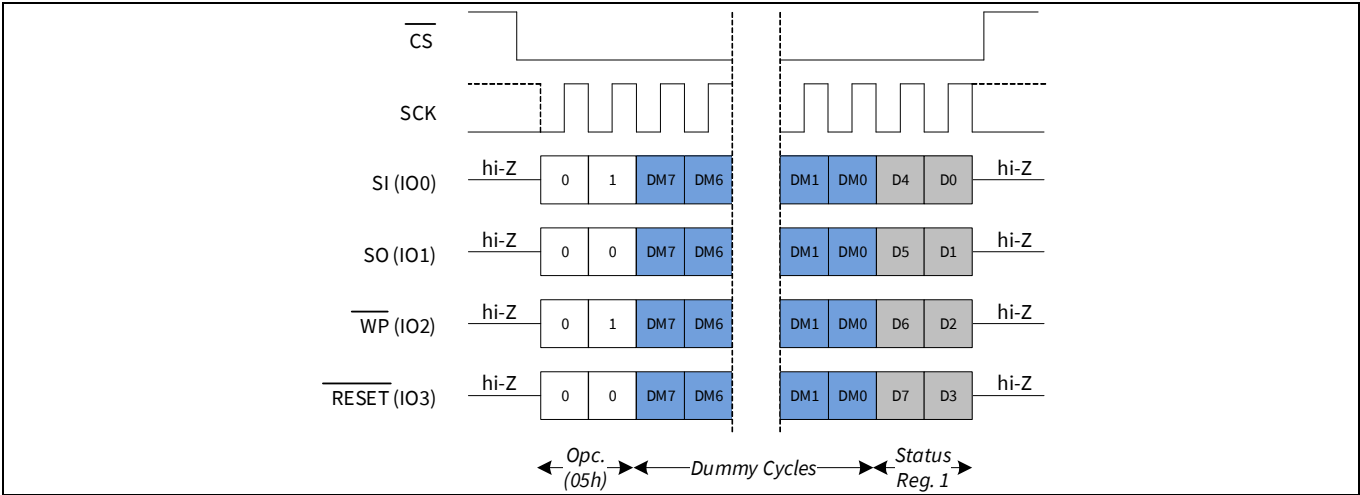 CS
SCK
SI (IO0) hi-Z 0 1 DM7 DM6 DM1 DM0 D4 D0 hi-Z
SO (IO1) hi-Z 0 0 DM7 DM6 DM1 DM0 D5 D1 hi-Z
WP (IO2) hi-Z 0 1 DM7 DM6 DM1 DM0 D6 D2 hi-Z
RESET (IO3) hi-Z 0 0 DM7 DM6 DM1 DM0 D7 D3 hi-Z
Opc. Dummy Cycles Status
(05h) Reg. 1